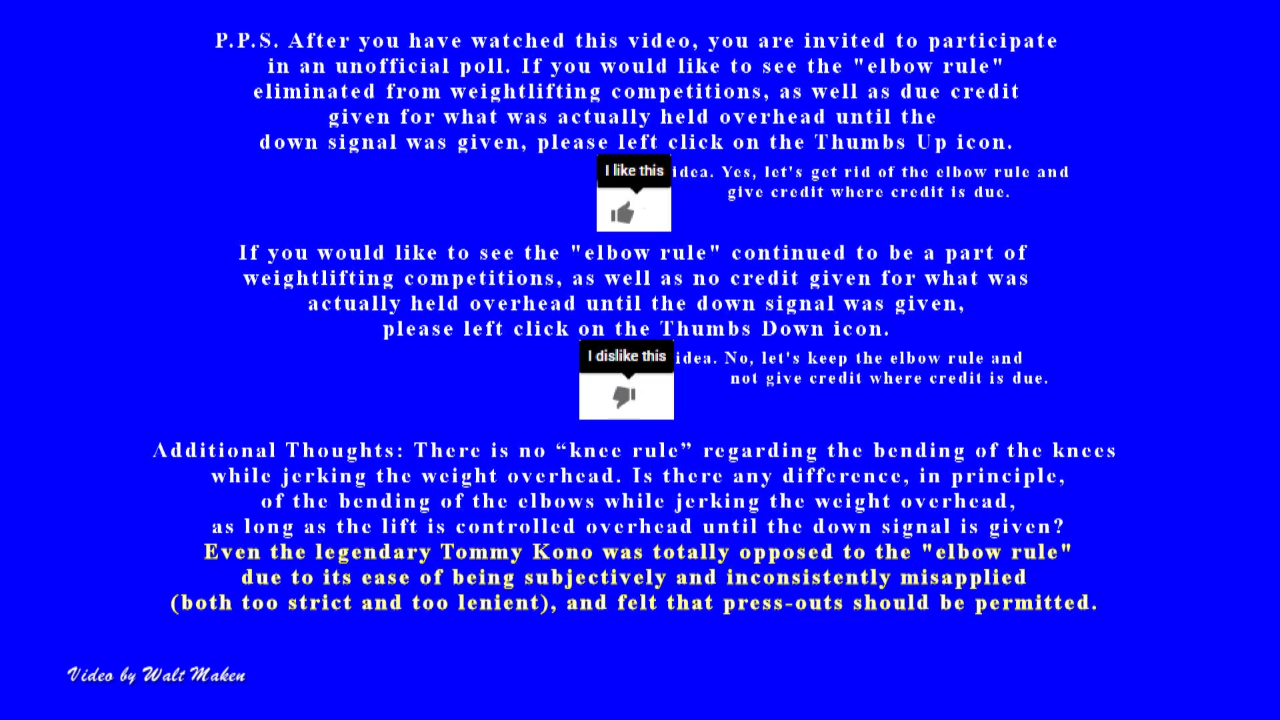 P.P.S. After you have watched this video, you are invited to participate
in an unofficial poll. If you would like to see the "elbow rule"
eliminated from weightlifting competitions, as well as due credit
given for what was actually held overhead until the
down signal was given, please left click on the Thumbs Up icon.
I like this idea. Yes, let's get rid of the elbow rule and
give credit where credit is due.
If you would like to see the "elbow rule" continued to be a part of
weightlifting competitions, as well as no credit given for what was
actually held overhead until the down signal was given,
please left click on the Thumbs Down icon.
I dislike this idea. No, let's keep the elbow rule and
not give credit where credit is due.
Additional Thoughts: There is no “knee rule” regarding the bending of the knees
while jerking the weight overhead. Is there any difference, in principle,
of the bending of the elbows while jerking the weight overhead,
as long as the lift is controlled overhead until the down signal is given?
Even the legendary Tommy Kono was totally opposed to the "elbow rule"
due to its ease of being subjectively and inconsistently misapplied
(both too strict and too lenient), and felt that press-outs should be permitted.
Video by Walt Maken